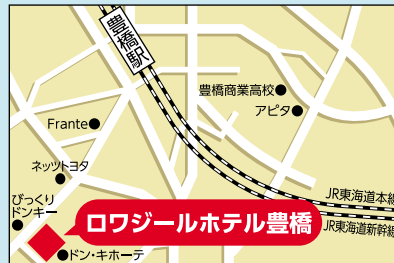 豊橋駅
豊橋商業高校
アピタ
Frante
ネッツトヨタ
びっくり
ドンキー
JR東海道本線
ロワジールホテル豊橋
JR東海道新幹線
ドン・キホーテ